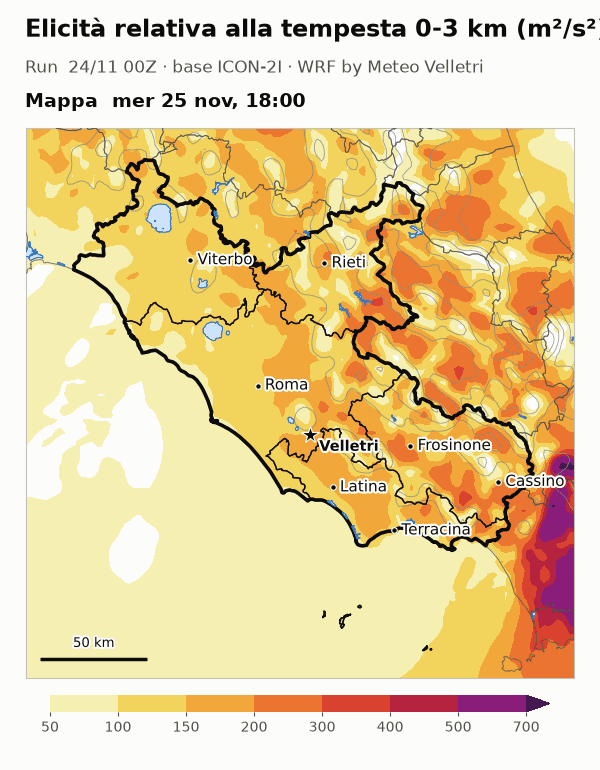 Elicità relativa alla tempesta 0-3 km (m²/s²)
Run  24/11 00Z · base ICON-2I · WRF by Meteo Velletri
Mappa  mer 25 nov, 18:00
Viterbo
Rieti
Roma
Velletri
Frosinone
Cassino
Latina
Terracina
50 km
50 100 150 200 300 400 500 700